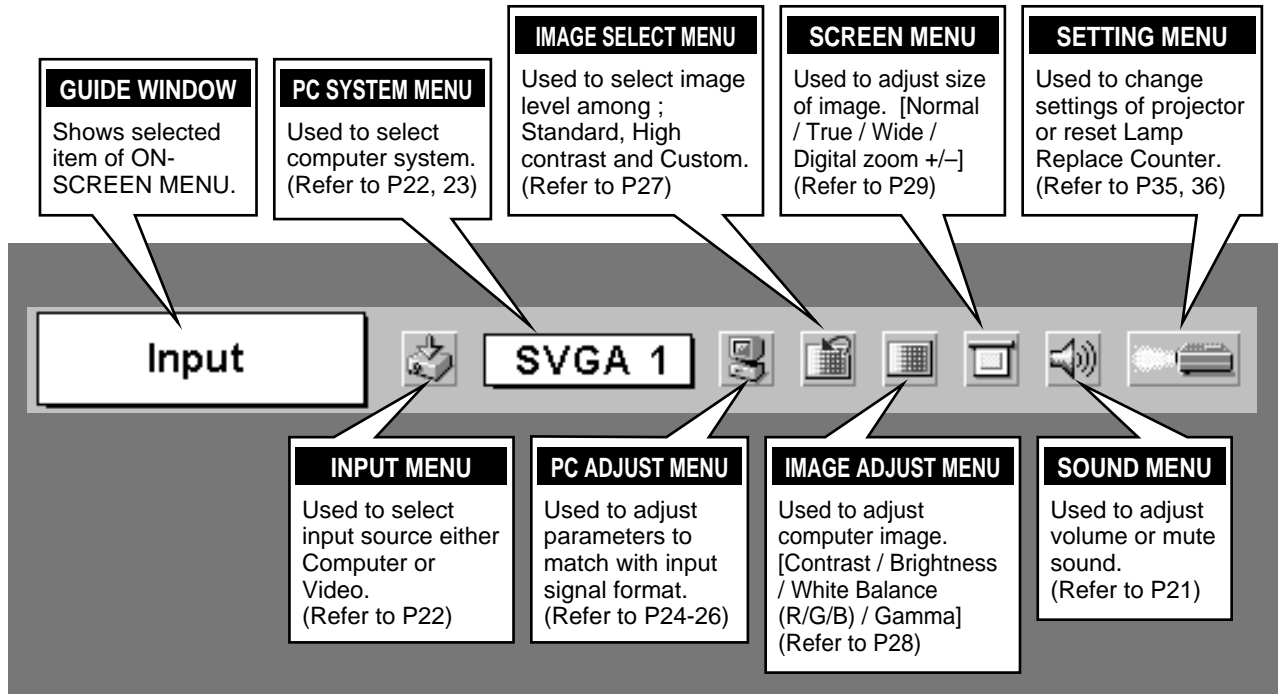 GUIDE WINDOW
Shows selected
item of ON-
SCREEN MENU.
PC SYSTEM MENU
Used to select
computer system.
(Refer to P22, 23)
IMAGE SELECT MENU
Used to select image
level among ;
Standard, High
contrast and Custom.
(Refer to P27)
SCREEN MENU
Used to adjust size
of image.  [Normal
/ True / Wide /
Digital zoom +/–]
(Refer to P29)
SETTING MENU
Used to change
settings of projector
or reset Lamp
Replace Counter.
(Refer to P35, 36)
Input
SVGA 1
INPUT MENU
Used to select
input source either
Computer or
Video.
(Refer to P22)
PC ADJUST MENU
Used to adjust
parameters to
match with input
signal format.
(Refer to P24-26)
IMAGE ADJUST MENU
Used to adjust
computer image.
[Contrast / Brightness
/ White Balance
(R/G/B) / Gamma]
(Refer to P28)
SOUND MENU
Used to adjust
volume or mute
sound.
(Refer to P21)